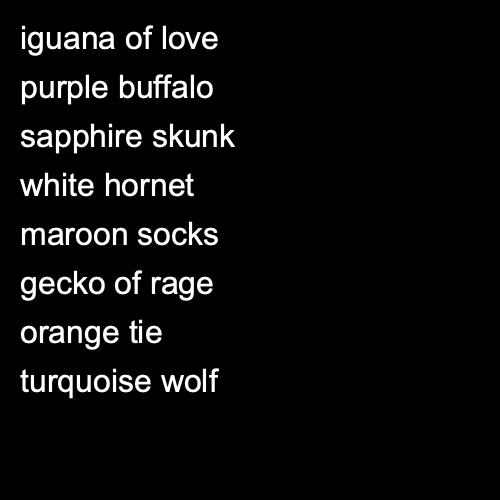 iguana of love
purple buffalo
sapphire skunk
white hornet
maroon socks
gecko of rage
orange tie
turquoise wolf